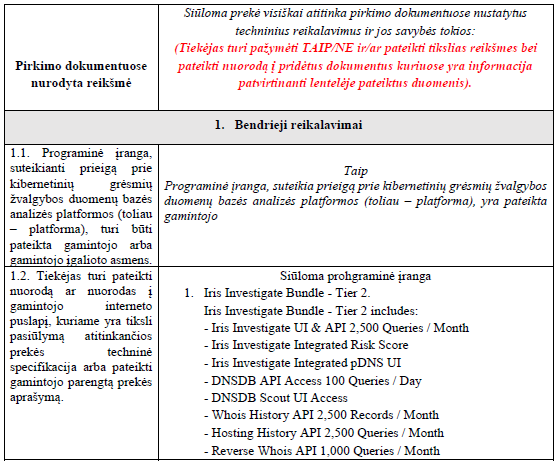 Pirkimo dokumentuose
nurodyta reikšmė
Siūloma prekė visiškai atitinka pirkimo dokumentuose nustatytus
techninius reikalavimus ir jos savybės tokios:
(Tiekėjas turi pažymėti TAIP/NE ir/ar pateikti tikslias reikšmes bei
pateikti nuorodą į pridėtus dokumentus kuriuose yra informacija
patvirtinanti lentelėje pateiktus duomenis).
1. Bendrieji reikalavimai
1.1. Programinė įranga,
suteikianti prieigą prie
kibernetinių grėsmių
žvalgybos duomenų bazės
analizės platformos (toliau
– platforma), turi būti
pateikta gamintojo arba
gamintojo įgalioto asmens.
Taip
Programinė įranga, suteikia prieigą prie kibernetinių grėsmių žvalgybos
duomenų bazės analizės platformos (toliau – platforma), yra pateikta
gamintojo
1.2. Tiekėjas turi pateikti
nuorodą ar nuorodas į
gamintojo interneto
puslapį, kuriame yra tiksli
pasiūlymą atitinkančios
prekės techninė
specifikacija arba pateikti
gamintojo parengtą prekės
aprašymą.
Siūloma prohgraminė įranga
1. Iris Investigate Bundle - Tier 2.
Iris Investigate Bundle - Tier 2 includes:
- Iris Investigate UI & API 2,500 Queries / Month
- Iris Investigate Integrated Risk Score
- Iris Investigate Integrated pDNS UI
- DNSDB API Access 100 Queries / Day
- DNSDB Scout UI Access
- Whois History API 2,500 Records / Month
- Hosting History API 2,500 Queries / Month
- Reverse Whois API 1,000 Queries / Month